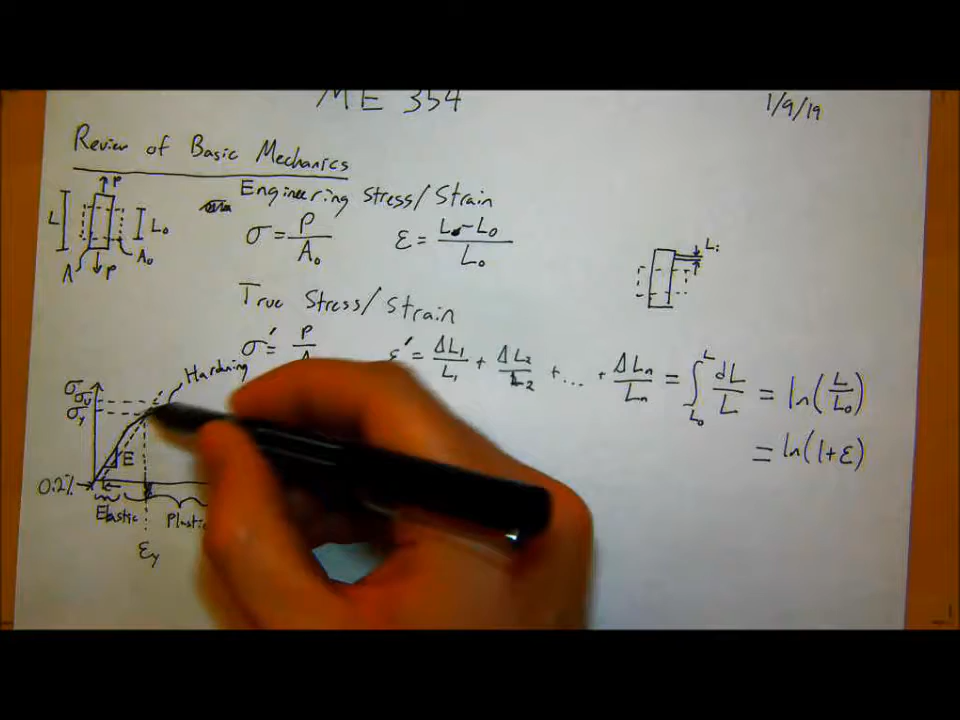 ME 354
1/9/19
Review of Basic Mechanics
Engineering Stress/Strain
P
L
L₀
A₀
A
P
σ = P/A₀
ε = (L - L₀)/L₀
Lᵢ
True Stress/Strain
σ' = P
ε' = ΔL₁/L₁ + ΔL₂/L₂ + ... + ΔLₙ/Lₙ = ∫_{L₀}^{L} dL/L = ln(L/L₀)
= ln(1+ε)
Hardening
σ
σᵤ
σᵧ
E
0.2%
Elastic
Plastic
εᵧ